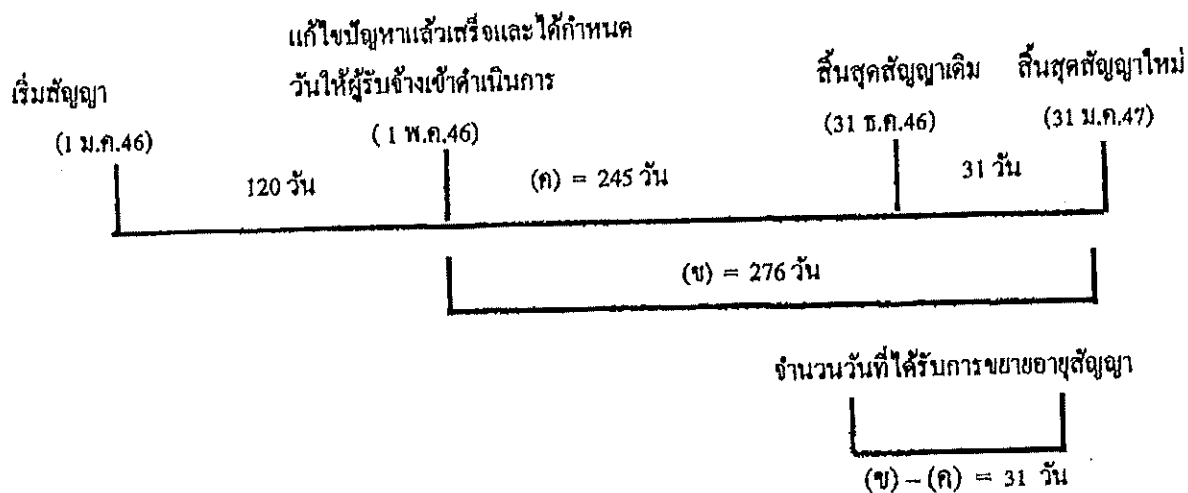 แก้ไขปัญหาแล้วเสร็จและได้กำหนด
วันให้ผู้รับจ้างเข้าดำเนินการ
เริ่มสัญญา
สิ้นสุดสัญญาเดิม
สิ้นสุดสัญญาใหม่
(1 ม.ค.46)
(1 พ.ค.46)
(31 ธ.ค.46)
(31 ม.ค.47)
120 วัน
(ค) = 245 วัน
31 วัน
(ข) = 276 วัน
จำนวนวันที่ได้รับการขยายอายุสัญญา
(ข) – (ค) = 31 วัน